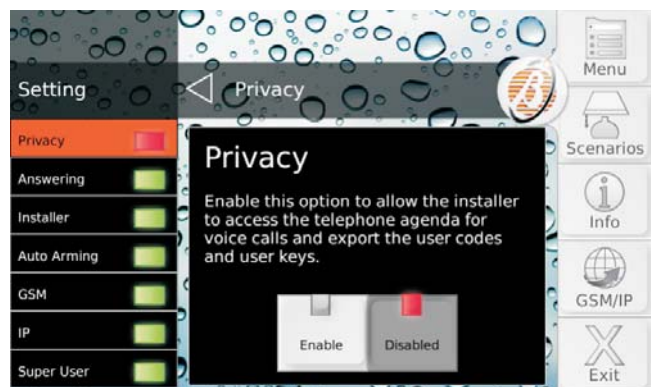 Setting
Privacy
Menu
Privacy
Answering
Installer
Auto Arming
GSM
IP
Super User
Privacy
Enable this option to allow the installer
to access the telephone agenda for
voice calls and export the user codes
and user keys.
Enable
Disabled
Scenarios
Info
GSM/IP
Exit